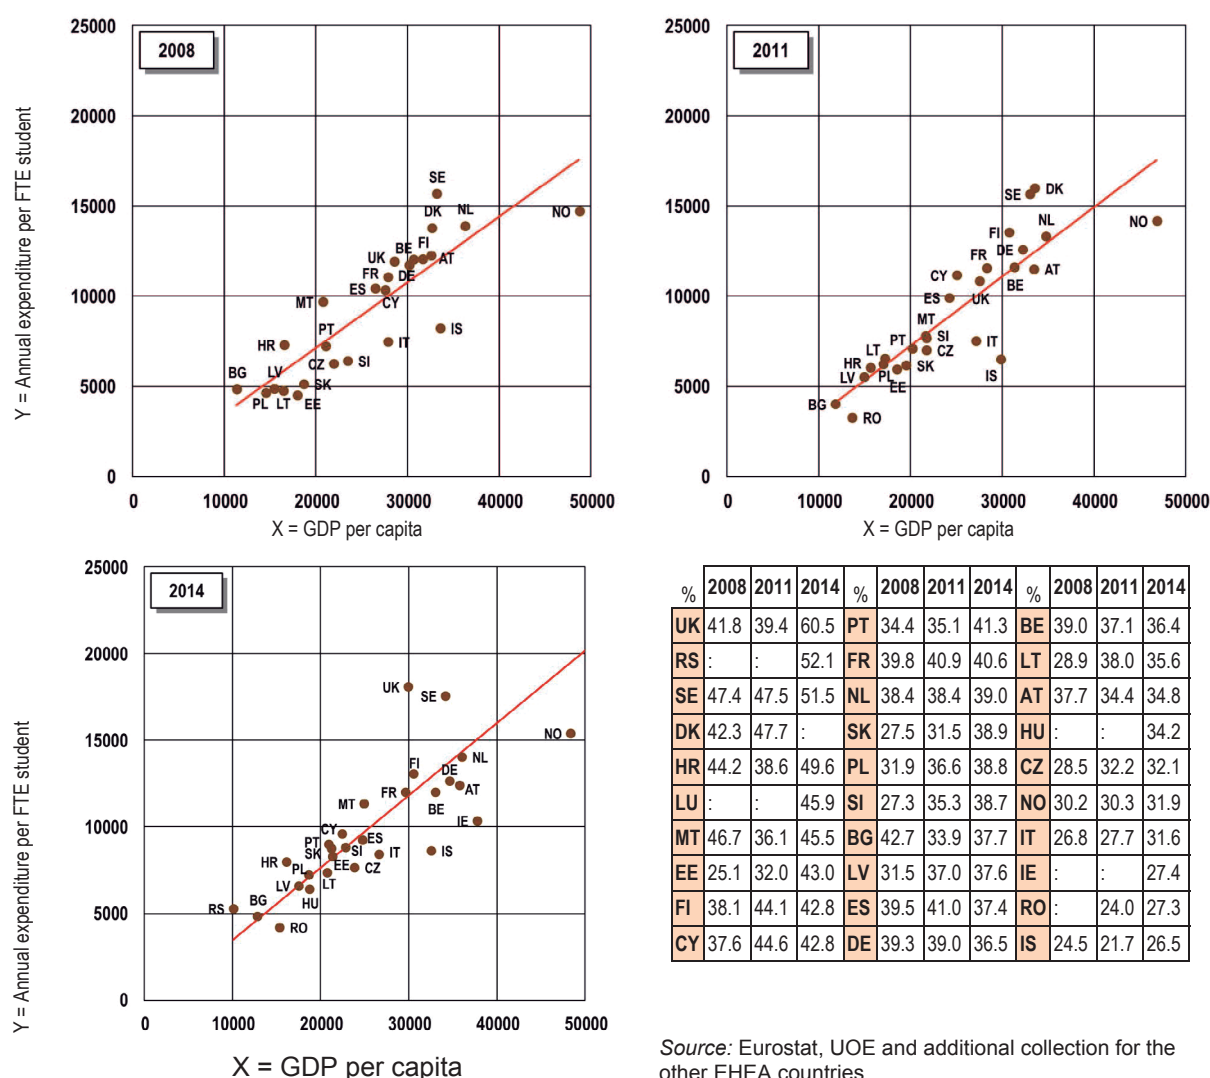 2008
25000
20000
15000
10000
5000
0
SE
DK
NL
NO
UK
BE
FI
AT
FR
DE
ES
CY
MT
IS
IT
PT
HR
CZ
SI
BG
LV
SK
PL
LT
EE
0 10000 20000 30000 40000 50000
X = GDP per capita
Y = Annual expenditure per FTE student
2011
25000
20000
15000
10000
5000
0
SE
DK
NL
NO
FI
DE
FR
AT
CY
BE
ES
UK
MT
SI
PT
IT
CZ
LT
HR
SK
IS
LV
PL
EE
BG
RO
0 10000 20000 30000 40000 50000
X = GDP per capita
2014
25000
20000
15000
10000
5000
0
UK
SE
NO
NL
FI
DE
FR
AT
MT
BE
IE
CY
ES
PT
SI
IT
IS
SK
EE
CZ
HR
PL
LT
LV
HU
RS
BG
RO
0 10000 20000 30000 40000 50000
X = GDP per capita
Y = Annual expenditure per FTE student
% 2008 2011 2014 % 2008 2011 2014 % 2008 2011 2014
UK 41.8 39.4 60.5 PT 34.4 35.1 41.3 BE 39.0 37.1 36.4
RS : : 52.1 FR 39.8 40.9 40.6 LT 28.9 38.0 35.6
SE 47.4 47.5 51.5 NL 38.4 38.4 39.0 AT 37.7 34.4 34.8
DK 42.3 47.7 : SK 27.5 31.5 38.9 HU : : 34.2
HR 44.2 38.6 49.6 PL 31.9 36.6 38.8 CZ 28.5 32.2 32.1
LU : : 45.9 SI 27.3 35.3 38.7 NO 30.2 30.3 31.9
MT 46.7 36.1 45.5 BG 42.7 33.9 37.7 IT 26.8 27.7 31.6
EE 25.1 32.0 43.0 LV 31.5 37.0 37.6 IE : : 27.4
FI 38.1 44.1 42.8 ES 39.5 41.0 37.4 RO : 24.0 27.3
CY 37.6 44.6 42.8 DE 39.3 39.0 36.5 IS 24.5 21.7 26.5
Source: Eurostat, UOE and additional collection for the
other EHEA countries